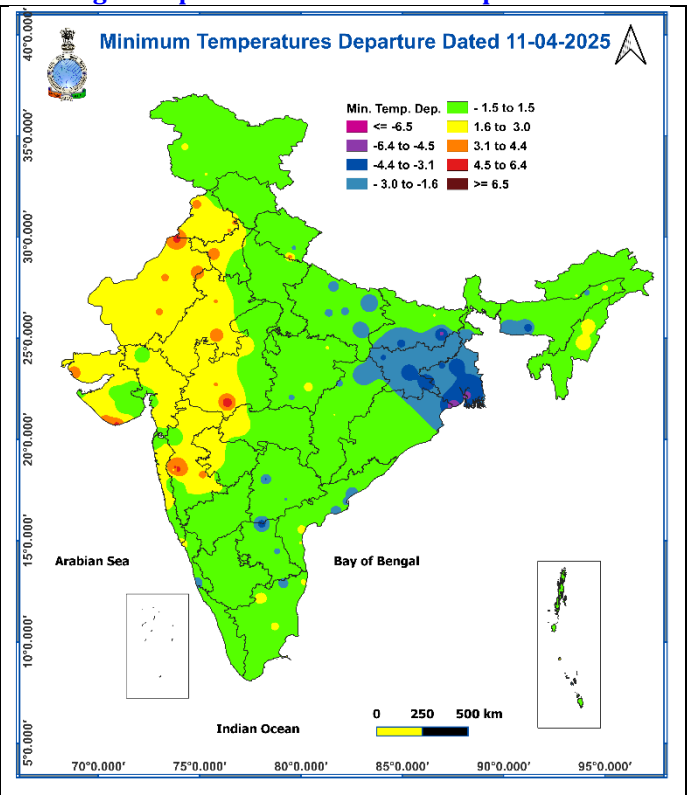 Minimum Temperatures Departure Dated 11-04-2025
Min. Temp. Dep.
<= -6.5
-6.4 to -4.5
-4.4 to -3.1
- 3.0 to -1.6
- 1.5 to 1.5
1.6 to 3.0
3.1 to 4.4
4.5 to 6.4
>= 6.5
40°0.000'
35°0.000'
30°0.000'
25°0.000'
20°0.000'
15°0.000'
10°0.000'
5°0.000'
Arabian Sea
Bay of Bengal
Indian Ocean
0 250 500 km
70°0.000' 75°0.000' 80°0.000' 85°0.000' 90°0.000' 95°0.000'